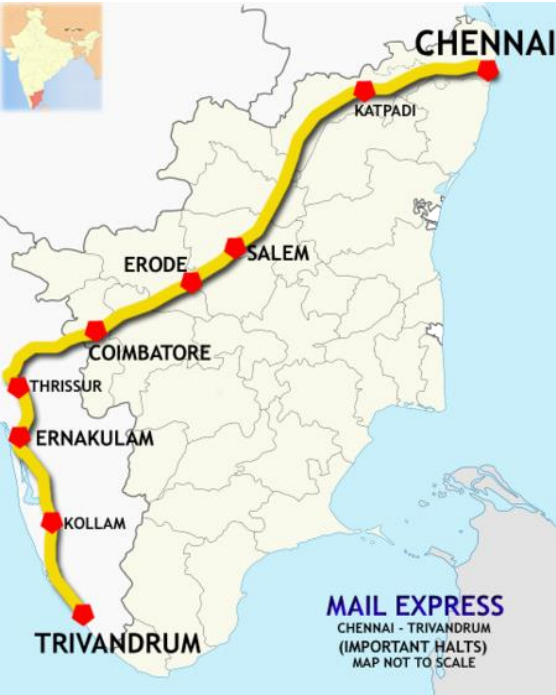 CHENNAI
KATPADI
SALEM
ERODE
COIMBATORE
THRISSUR
ERNAKULAM
KOLLAM
TRIVANDRUM
MAIL EXPRESS
CHENNAI - TRIVANDRUM
(IMPORTANT HALTS)
MAP NOT TO SCALE